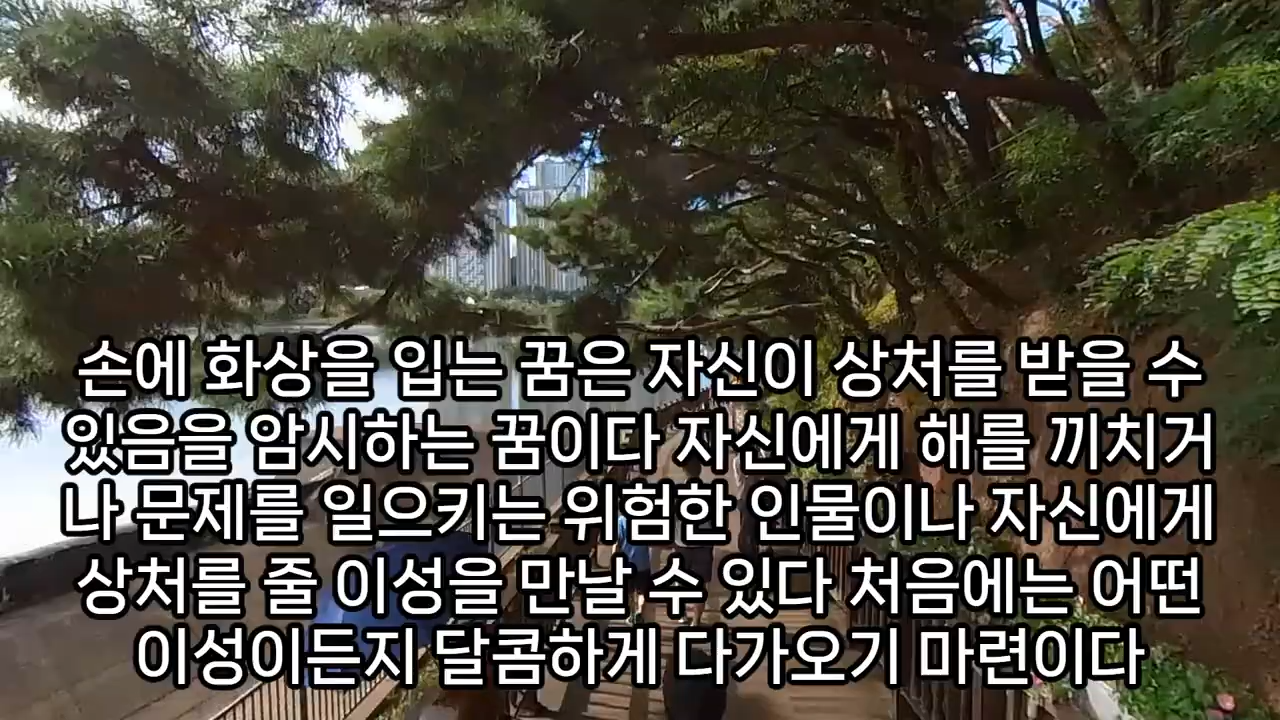 손에 화상을 입는 꿈은 자신이 상처를 받을 수
있음을 암시하는 꿈이다 자신에게 해를 끼치거
나 문제를 일으키는 위험한 인물이나 자신에게
상처를 줄 이성을 만날 수 있다 처음에는 어떤
이성이든지 달콤하게 다가오기 마련이다